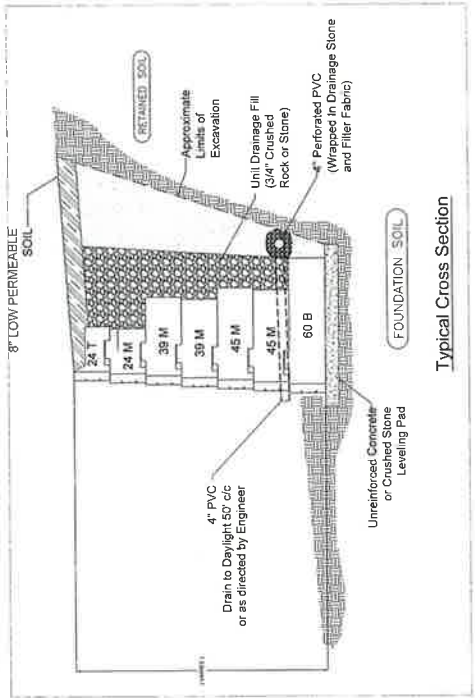 8" LOW PERMEABLE
SOIL
RETAINED SOIL
Approximate
Limits of
Excavation
Unil Drainage Fill
(3/4" Crushed
Rock or Stone)
4" Perforated PVC
(Wrapped In Drainage Stone
and Filler Fabric)
24 T
24 M
39 M
39 M
45 M
45 M
60 B
4" PVC
Drain to Daylight 50' c/c
or as directed by Engineer
Unreinforced Concrete
or Crushed Stone
Leveling Pad
FOUNDATION SOIL
Typical Cross Section